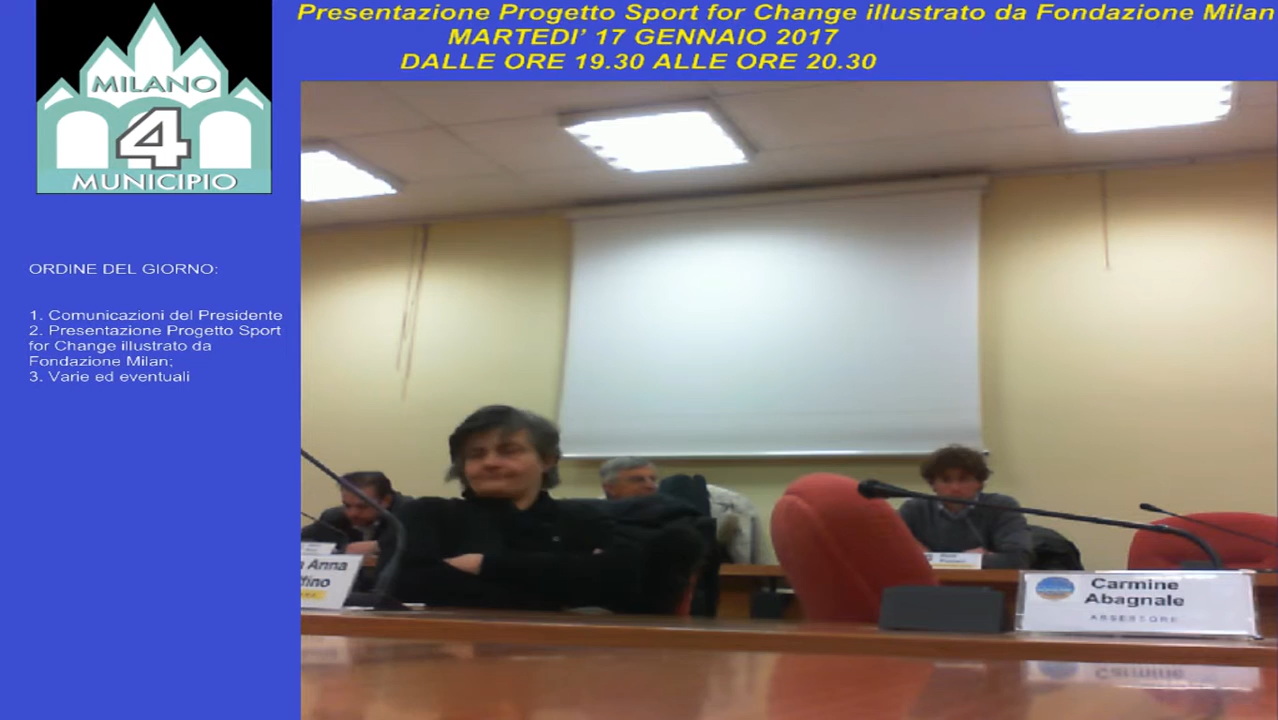 Presentazione Progetto Sport for Change illustrato da Fondazione Milan
MARTEDI’ 17 GENNAIO 2017
DALLE ORE 19.30 ALLE ORE 20.30
MILANO
4
MUNICIPIO
ORDINE DEL GIORNO:
1. Comunicazioni del Presidente
2. Presentazione Progetto Sport
for Change illustrato da
Fondazione Milan;
3. Varie ed eventuali
Anna
Carmine
Abagnale
ASSESSORE